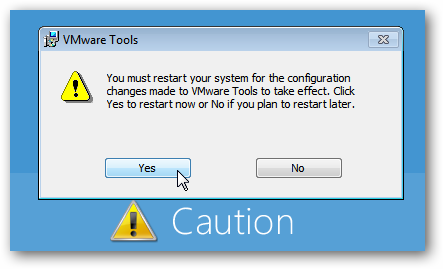 VMware Tools
You must restart your system for the configuration
changes made to VMware Tools to take effect. Click
Yes to restart now or No if you plan to restart later.
Yes
No
Caution